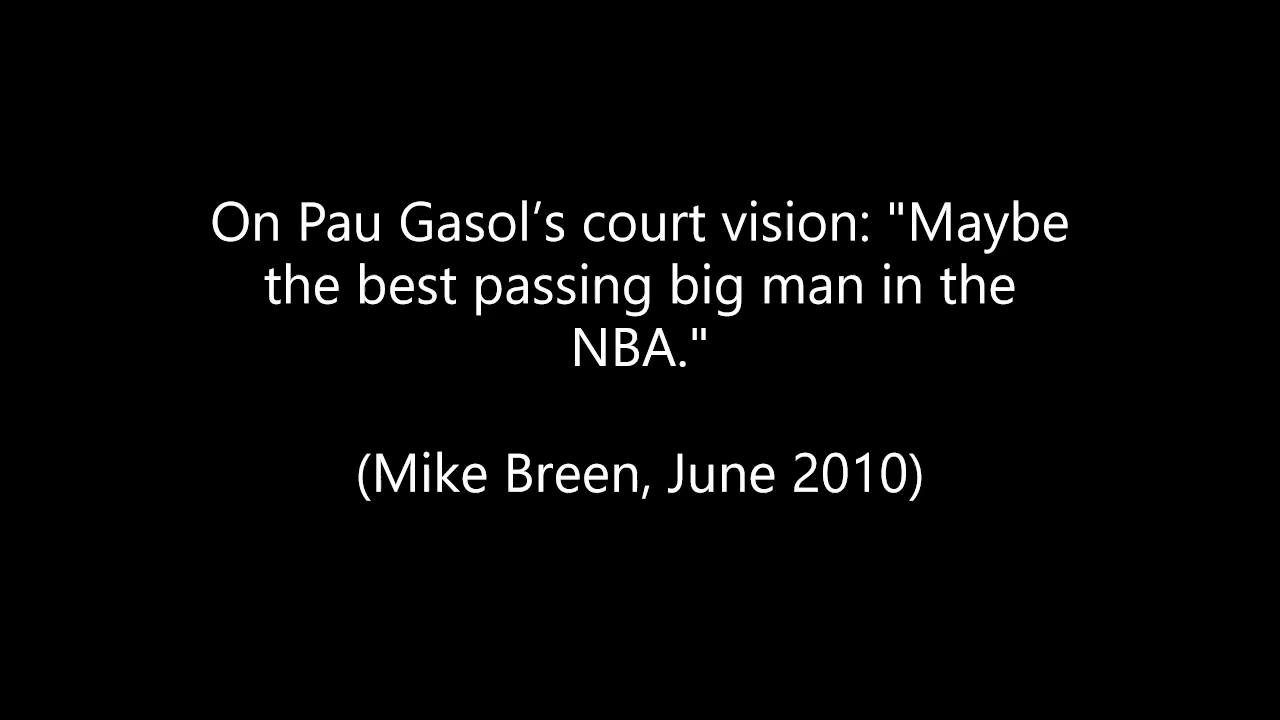 On Pau Gasol’s court vision: "Maybe
the best passing big man in the
NBA."
(Mike Breen, June 2010)